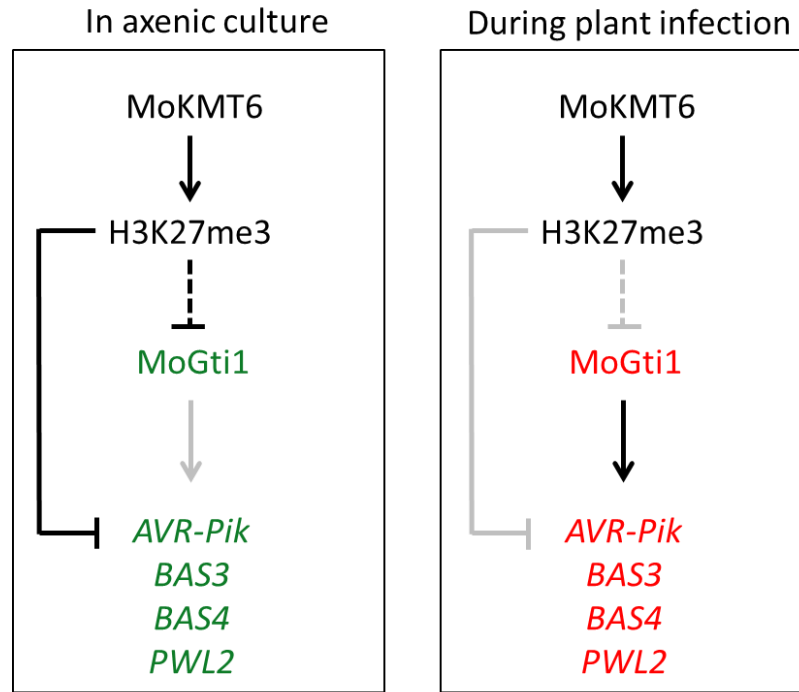 In axenic culture
MoKMT6
H3K27me3
MoGti1
AVR-Pik
BAS3
BAS4
PWL2
During plant infection
MoKMT6
H3K27me3
MoGti1
AVR-Pik
BAS3
BAS4
PWL2